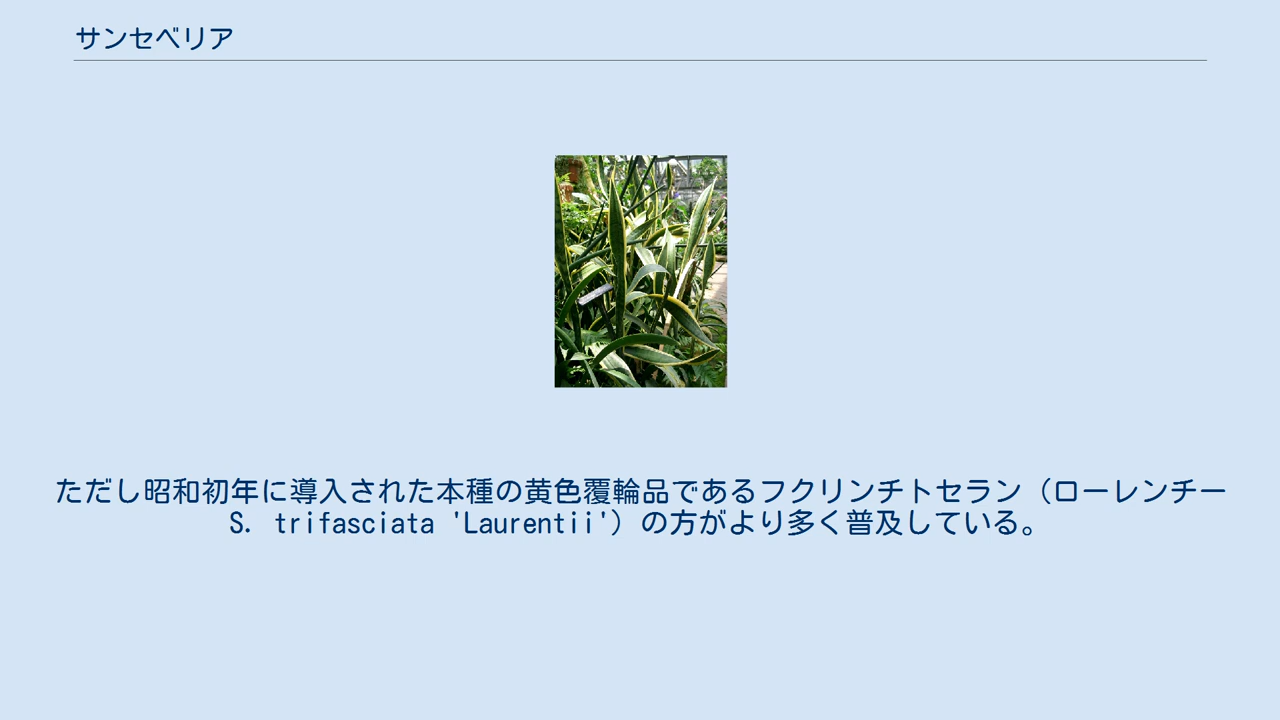 サンセベリア
ただし昭和初年に導入された本種の黄色覆輪品であるフクリンチトセラン（ローレンチー
S. trifasciata 'Laurentii'）の方がより多く普及している。